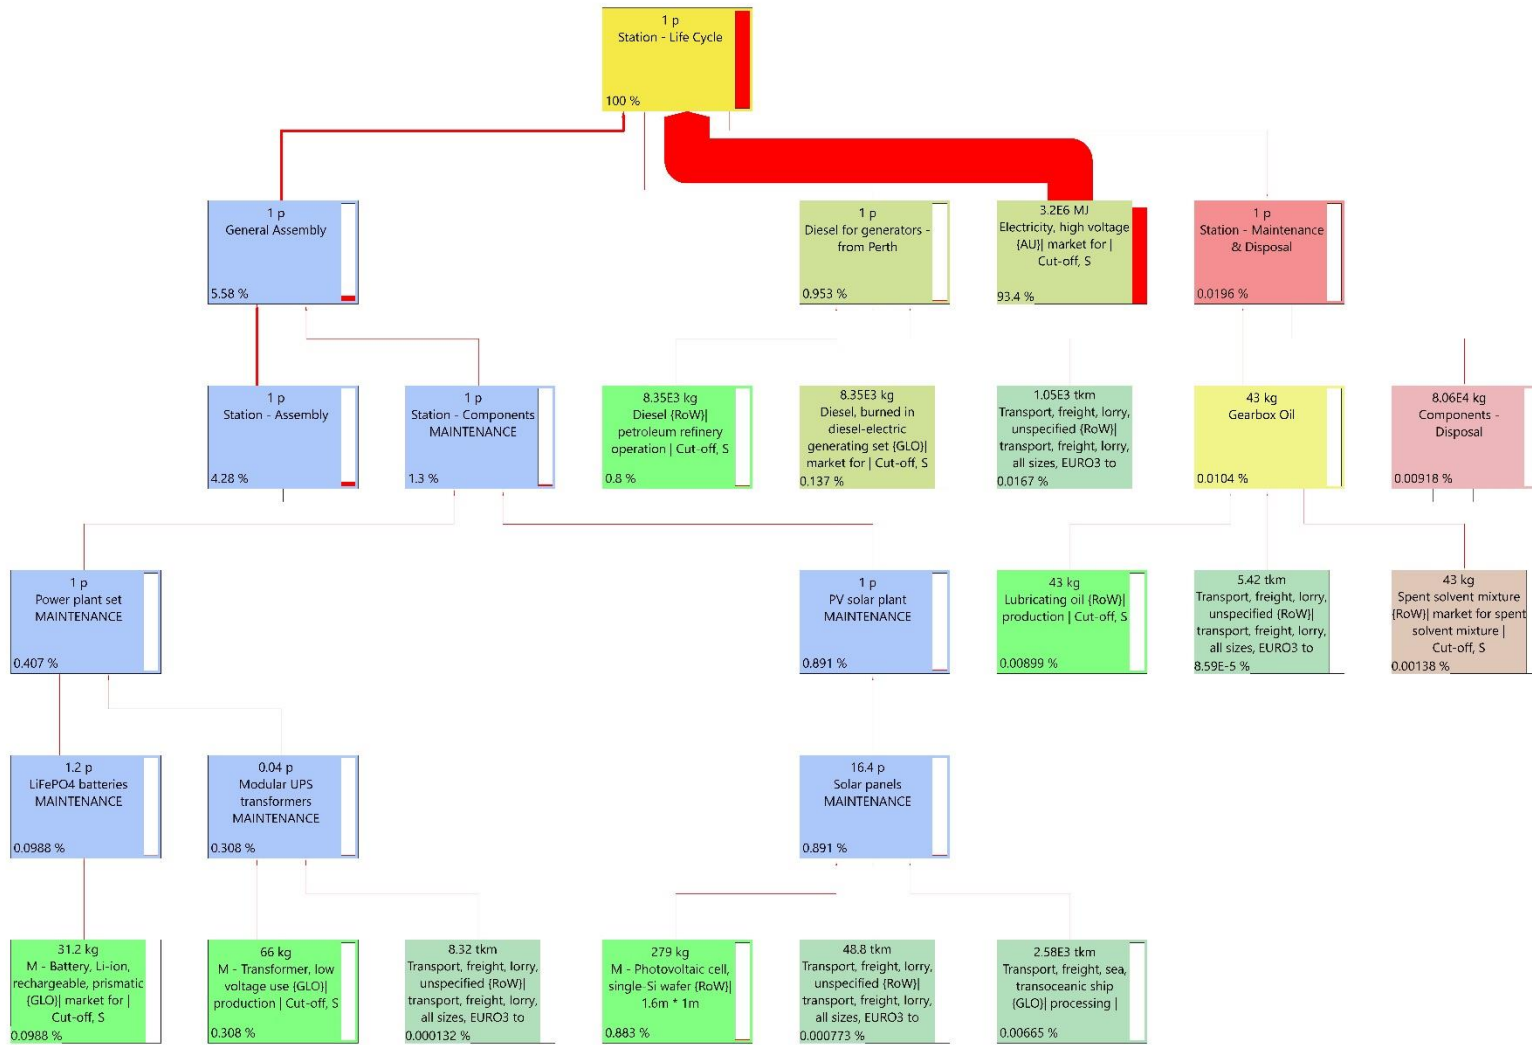 1 p
Station - Life Cycle
100 %
1 p
General Assembly
5.58 %
1 p
Diesel for generators -
from Perth
0.953 %
3.2E6 MJ
Electricity, high voltage
{AU}| market for |
Cut-off, S
93.4 %
1 p
Station - Maintenance
& Disposal
0.0196 %
1 p
Station - Assembly
4.28 %
1 p
Station - Components
MAINTENANCE
1.3 %
8.35E3 kg
Diesel {RoW}|
petroleum refinery
operation | Cut-off, S
0.8 %
8.35E3 kg
Diesel, burned in
diesel-electric
generating set {GLO}|
market for | Cut-off, S
0.137 %
1.05E3 tkm
Transport, freight, lorry,
unspecified {RoW}|
transport, freight, lorry,
all sizes, EURO3 to
0.0167 %
43 kg
Gearbox Oil
0.0104 %
8.06E4 kg
Components -
Disposal
0.00918 %
1 p
Power plant set
MAINTENANCE
0.407 %
1 p
PV solar plant
MAINTENANCE
0.891 %
43 kg
Lubricating oil {RoW}|
production | Cut-off, S
0.00899 %
5.42 tkm
Transport, freight, lorry,
unspecified {RoW}|
transport, freight, lorry,
all sizes, EURO3 to
8.59E-5 %
43 kg
Spent solvent mixture
{RoW}| market for spent
solvent mixture |
Cut-off, S
0.00138 %
1.2 p
LiFePO4 batteries
MAINTENANCE
0.0988 %
0.04 p
Modular UPS
transformers
MAINTENANCE
0.308 %
16.4 p
Solar panels
MAINTENANCE
0.891 %
31.2 kg
M - Battery, Li-ion,
rechargeable, prismatic
{GLO}| market for |
Cut-off, S
0.0988 %
66 kg
M - Transformer, low
voltage use {GLO}|
production | Cut-off, S
0.308 %
8.32 tkm
Transport, freight, lorry,
unspecified {RoW}|
transport, freight, lorry,
all sizes, EURO3 to
0.000132 %
279 kg
M - Photovoltaic cell,
single-Si wafer {RoW}|
1.6m * 1m
0.883 %
48.8 tkm
Transport, freight, lorry,
unspecified {RoW}|
transport, freight, lorry,
all sizes, EURO3 to
0.000773 %
2.58E3 tkm
Transport, freight, sea,
transoceanic ship
{GLO}| processing |
0.00665 %